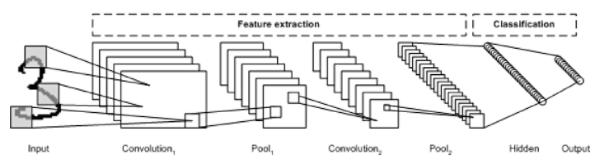 Feature extraction Classification
Input Convolution₁ Pool₁ Convolution₂ Pool₂ Hidden Output